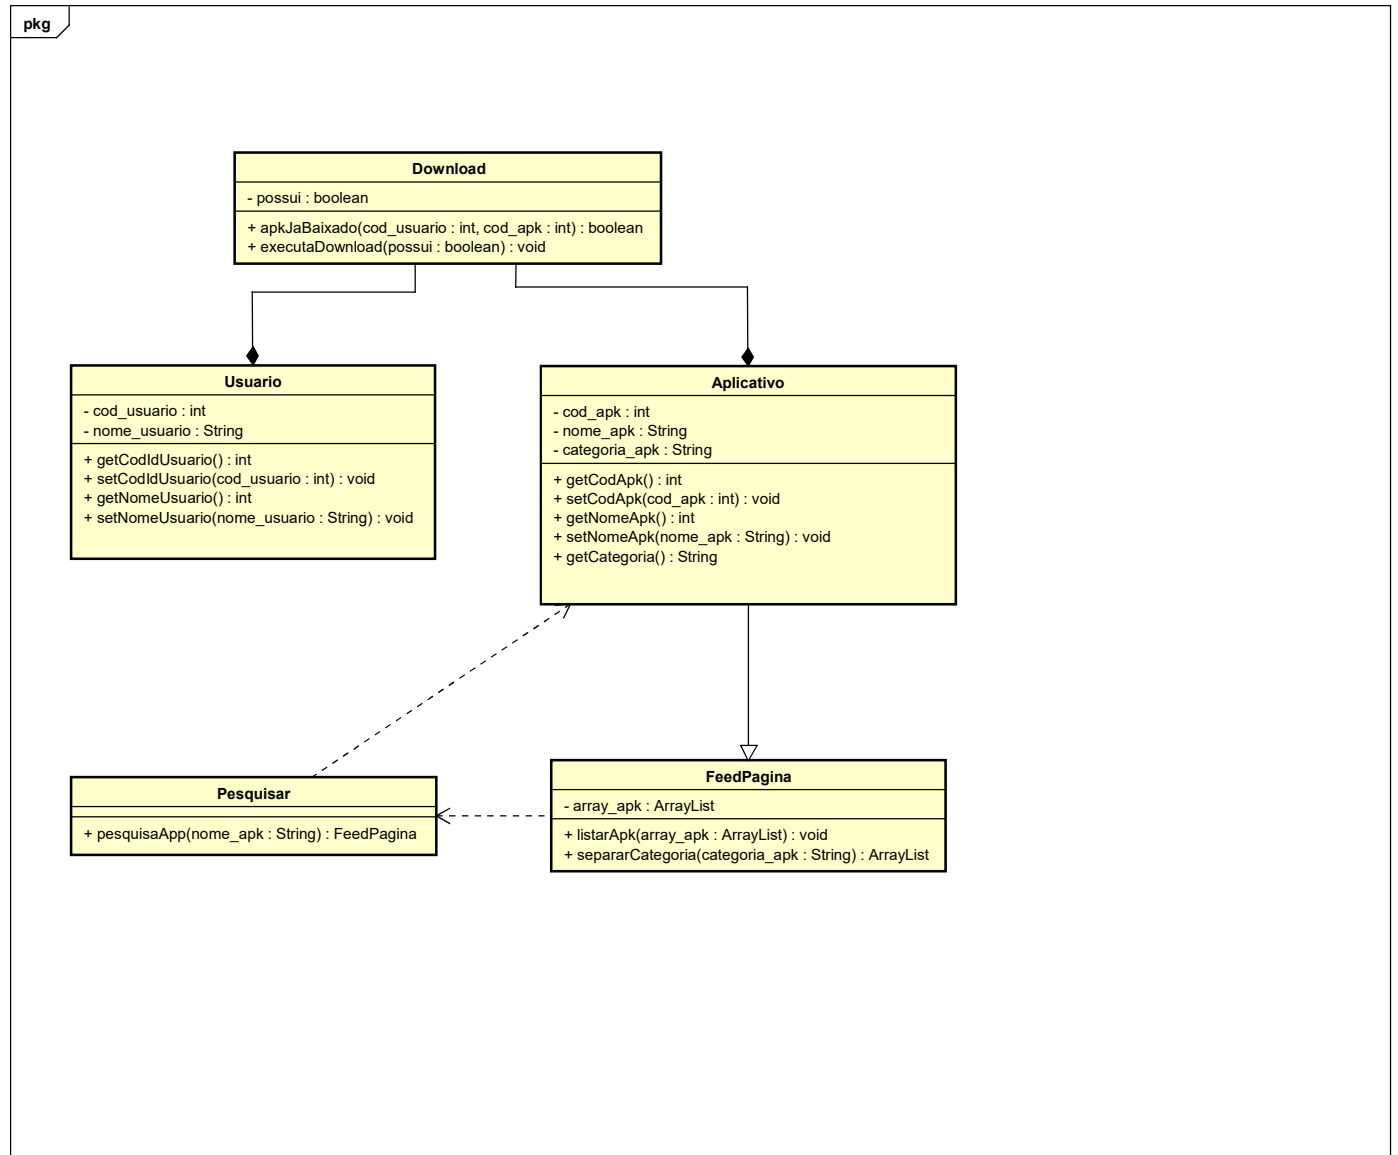 pkg
Download
- possui : boolean
+ apkJaBaixado(cod_usuario : int, cod_apk : int) : boolean
+ executaDownload(possui : boolean) : void
Usuario
- cod_usuario : int
- nome_usuario : String
+ getCodIdUsuario() : int
+ setCodIdUsuario(cod_usuario : int) : void
+ getNomeUsuario() : int
+ setNomeUsuario(nome_usuario : String) : void
Aplicativo
- cod_apk : int
- nome_apk : String
- categoria_apk : String
+ getCodApk() : int
+ setCodApk(cod_apk : int) : void
+ getNomeApk() : int
+ setNomeApk(nome_apk : String) : void
+ getCategoria() : String
Pesquisar
+ pesquisaApp(nome_apk : String) : FeedPagina
FeedPagina
- array_apk : ArrayList
+ listarApk(array_apk : ArrayList) : void
+ separarCategoria(categoria_apk : String) : ArrayList